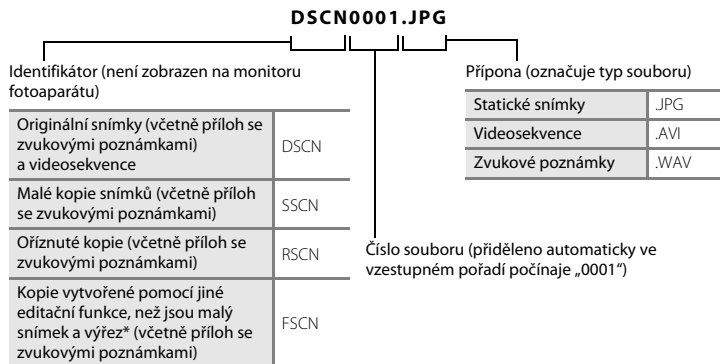 DSCN0001.JPG
Identifikátor (není zobrazen na monitoru
fotoaparátu)
Originální snímky (včetně příloh se
zvukovými poznámkami)
a videosekvence
DSCN
Malé kopie snímků (včetně příloh
se zvukovými poznámkami)
SSCN
Oříznuté kopie (včetně příloh se
zvukovými poznámkami)
RSCN
Kopie vytvořené pomocí jiné
editační funkce, než jsou malý
snímek a výřez* (včetně příloh se
zvukovými poznámkami)
FSCN
Přípona (označuje typ souboru)
Statické snímky .JPG
Videosekvence .AVI
Zvukové poznámky .WAV
Číslo souboru (přiděleno automaticky ve
vzestupném pořadí počínaje „0001“)